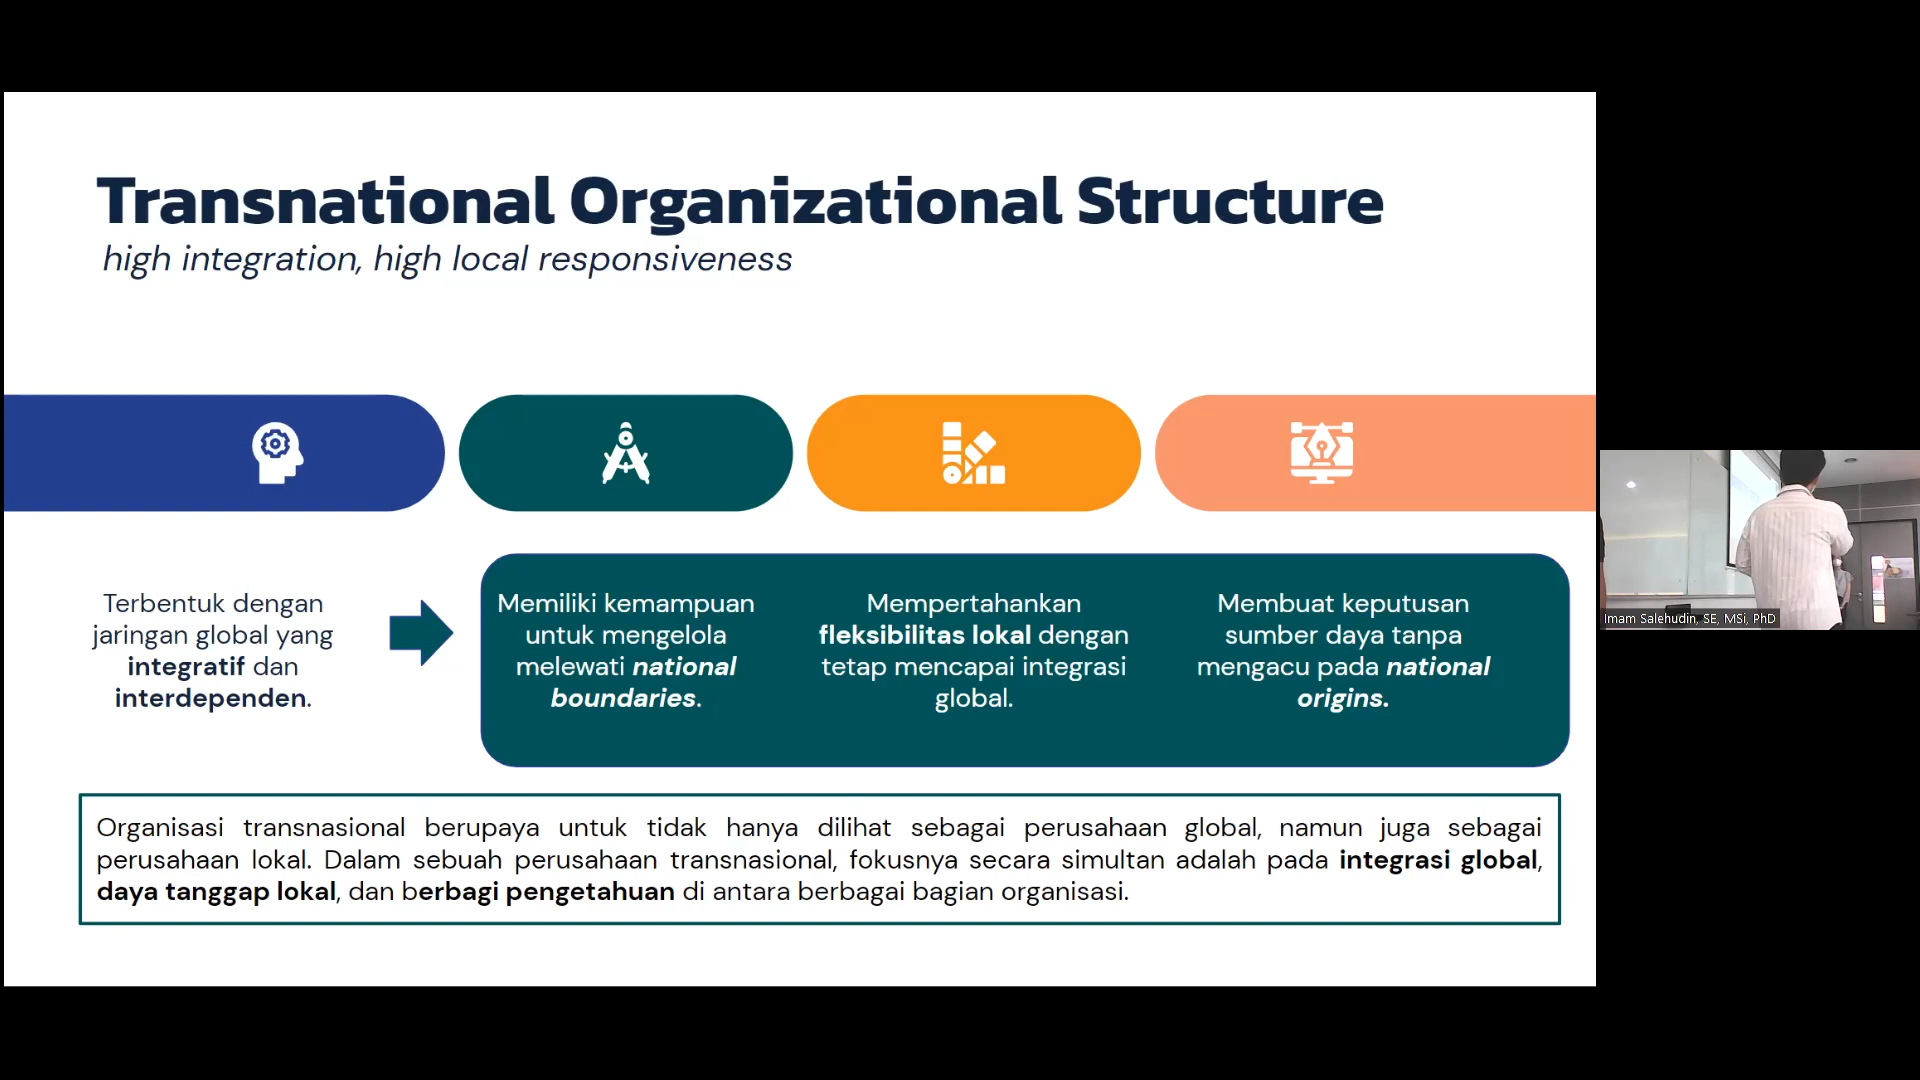 Transnational Organizational Structure
high integration, high local responsiveness
Terbentuk dengan
jaringan global yang
integratif dan
interdependen.
Memiliki kemampuan
untuk mengelola
melewati national
boundaries.
Mempertahankan
fleksibilitas lokal dengan
tetap mencapai integrasi
global.
Membuat keputusan
sumber daya tanpa
mengacu pada national
origins.
Organisasi transnasional berupaya untuk tidak hanya dilihat sebagai perusahaan global, namun juga sebagai
perusahaan lokal. Dalam sebuah perusahaan transnasional, fokusnya secara simultan adalah pada integrasi global,
daya tanggap lokal, dan berbagi pengetahuan di antara berbagai bagian organisasi.
Imam Salehudin, SE, MSi, PhD